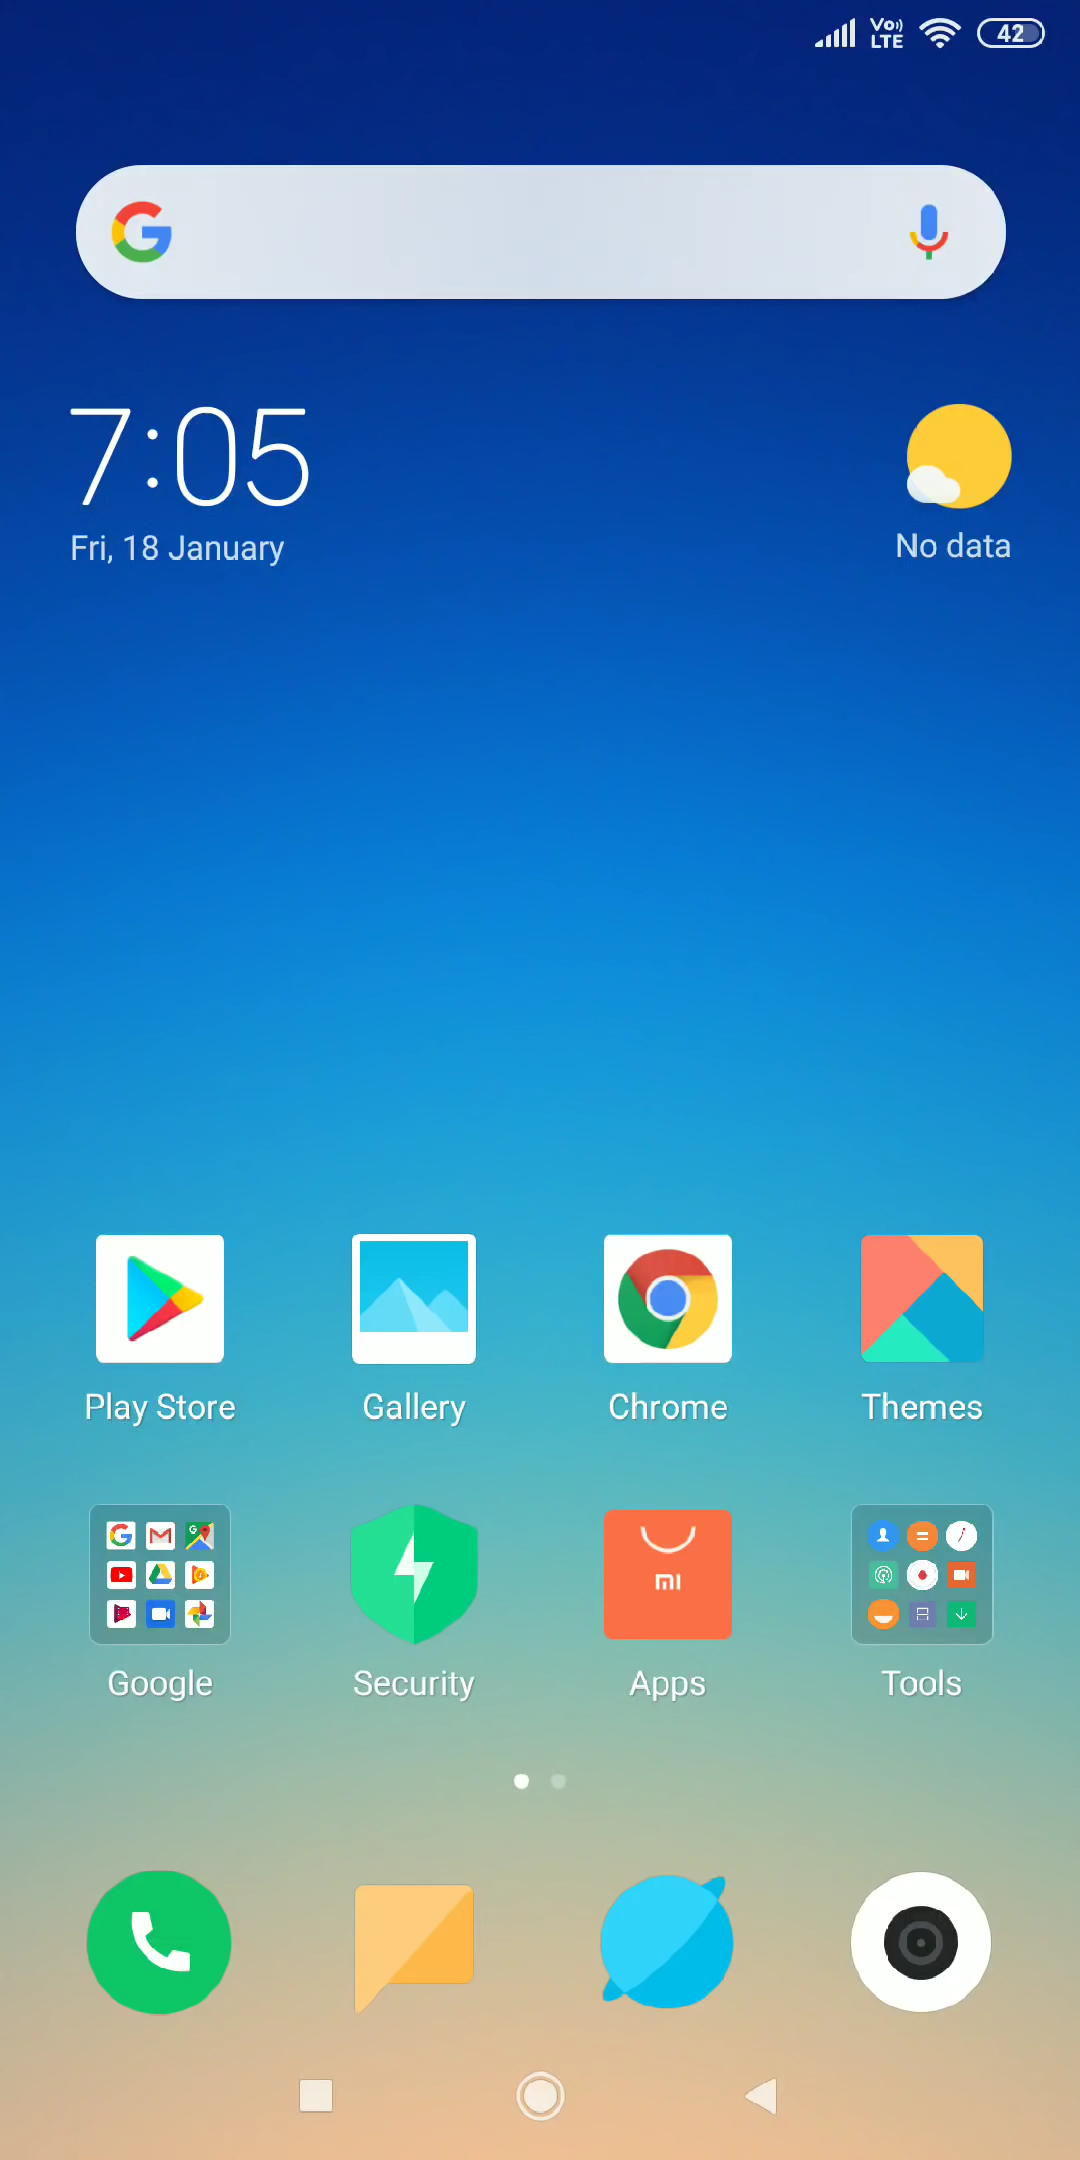 Vo LTE 42
7:05
Fri, 18 January
No data
Play Store Gallery Chrome Themes
Google Security Apps Tools